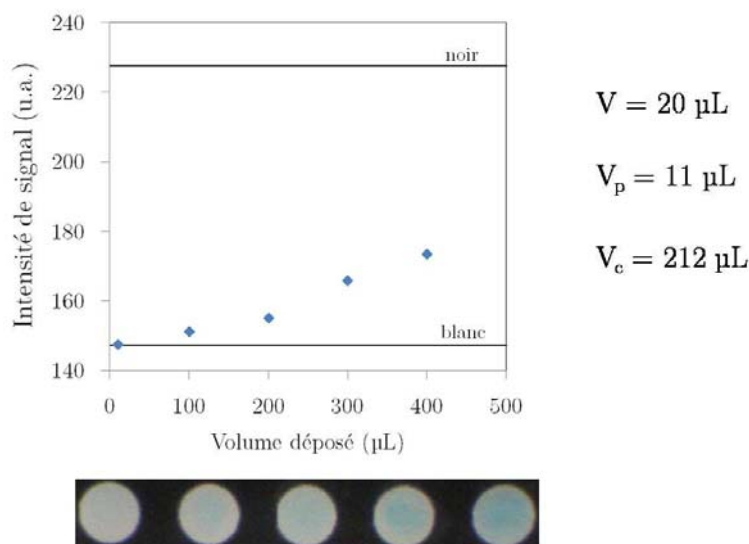 240
220
200
180
160
140
0 100 200 300 400 500
Intensité de signal (u.a.)
Volume déposé (µL)
noir
blanc
V = 20 µL
Vₚ = 11 µL
V_c = 212 µL